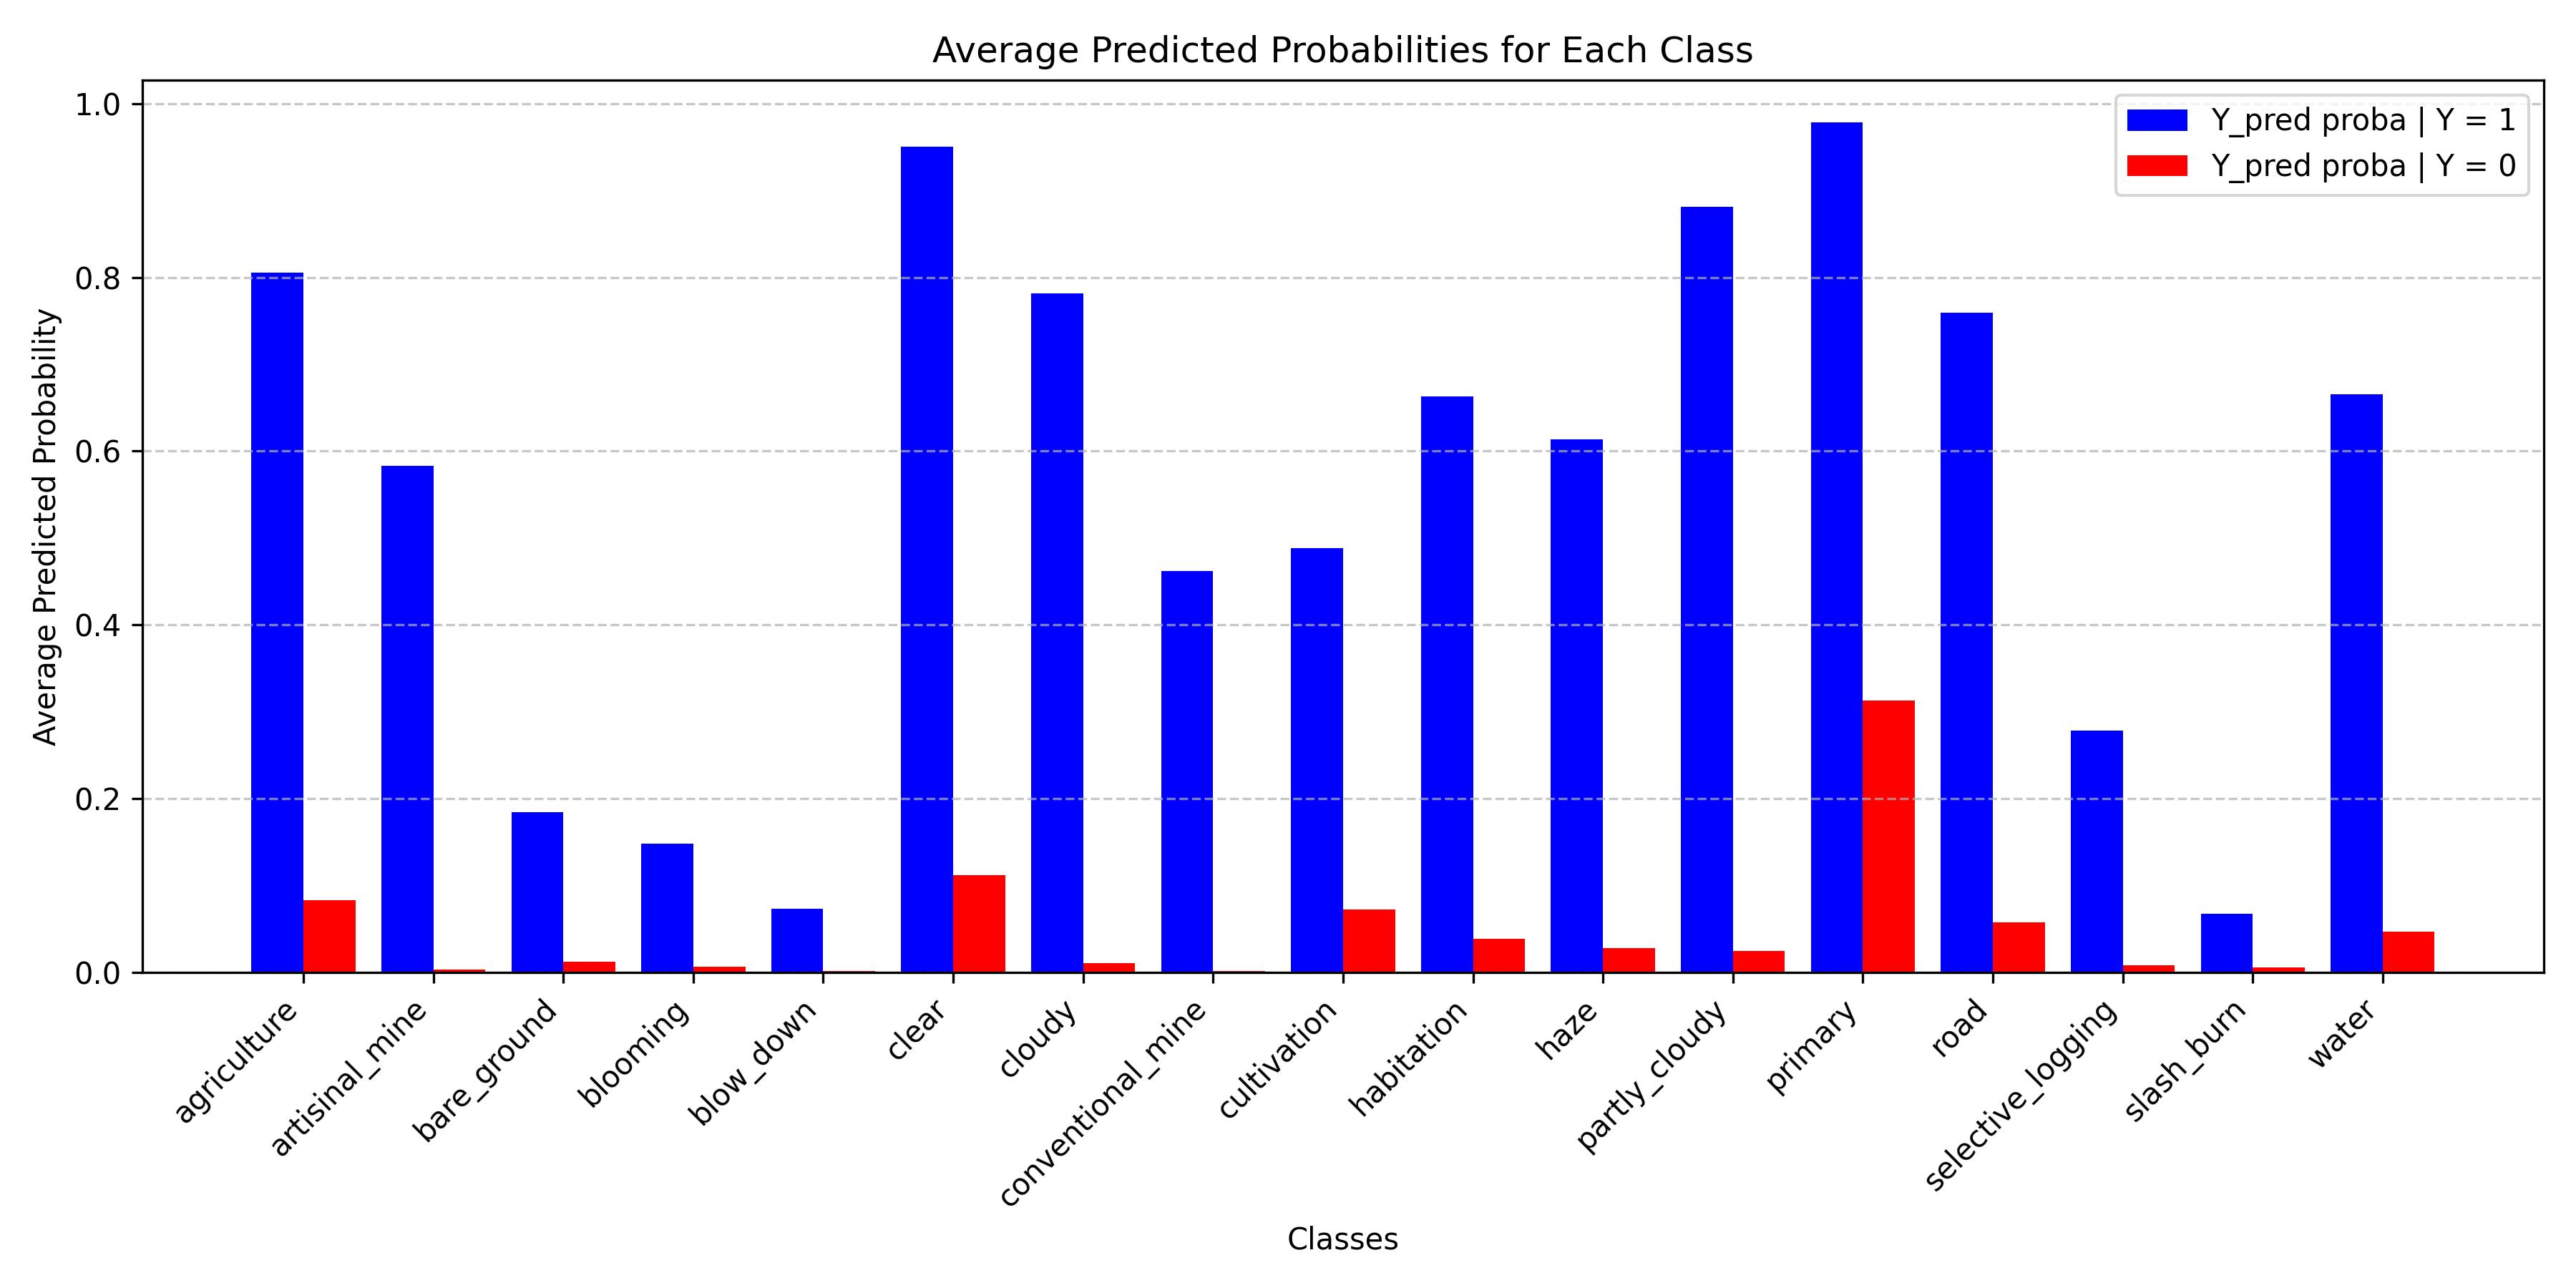 Average Predicted Probabilities for Each Class
Y_pred proba | Y = 1
Y_pred proba | Y = 0
Average Predicted Probability
1.0
0.8
0.6
0.4
0.2
0.0
agriculture
artisinal_mine
bare_ground
blooming
blow_down
clear
cloudy
conventional_mine
cultivation
habitation
haze
partly_cloudy
primary
road
selective_logging
slash_burn
water
Classes